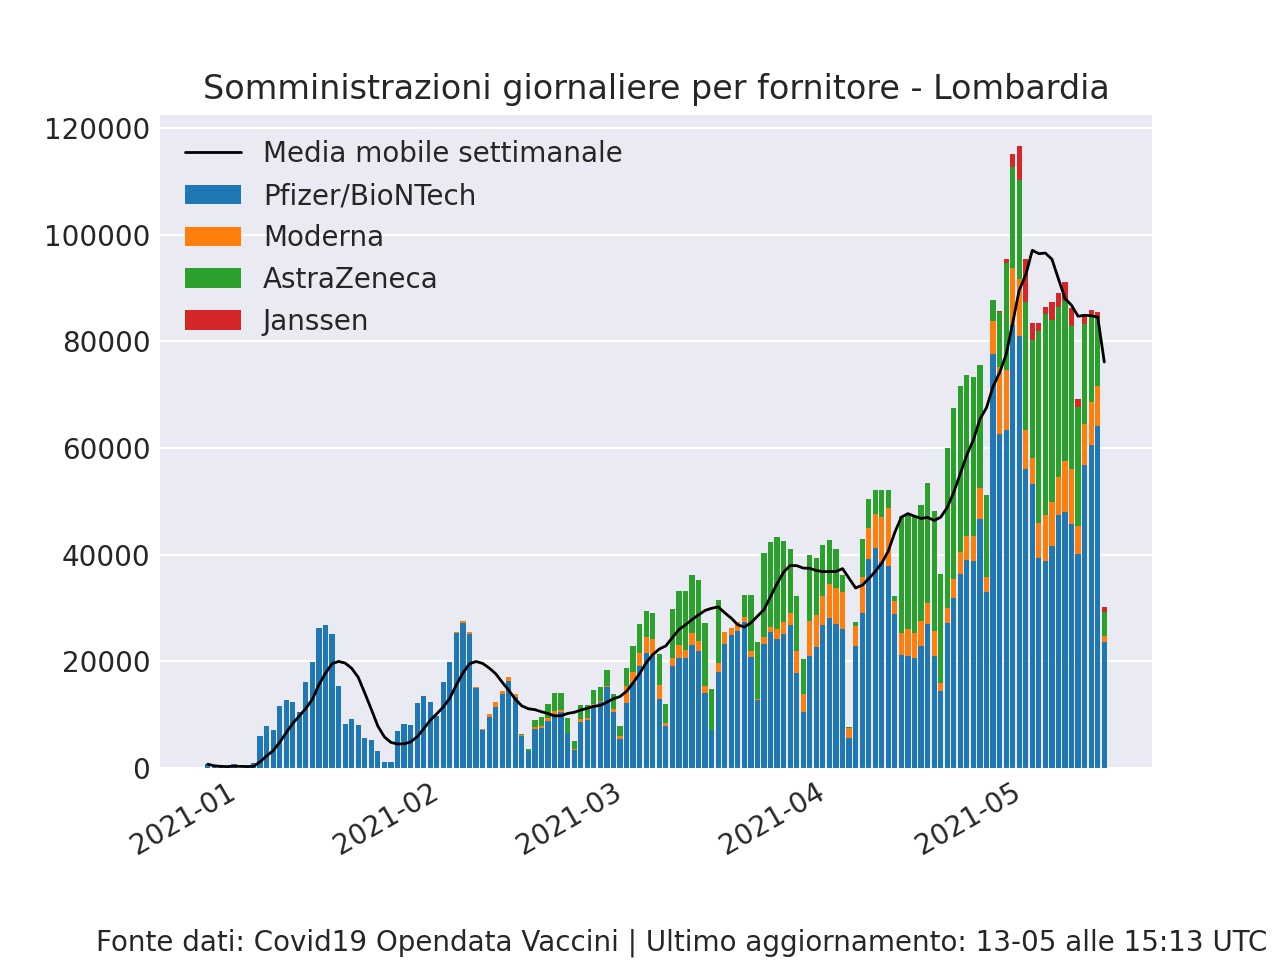 Somministrazioni giornaliere per fornitore - Lombardia
120000
100000
80000
60000
40000
20000
0
Media mobile settimanale
Pfizer/BioNTech
Moderna
AstraZeneca
Janssen
2021-01
2021-02
2021-03
2021-04
2021-05
Fonte dati: Covid19 Opendata Vaccini | Ultimo aggiornamento: 13-05 alle 15:13 UTC